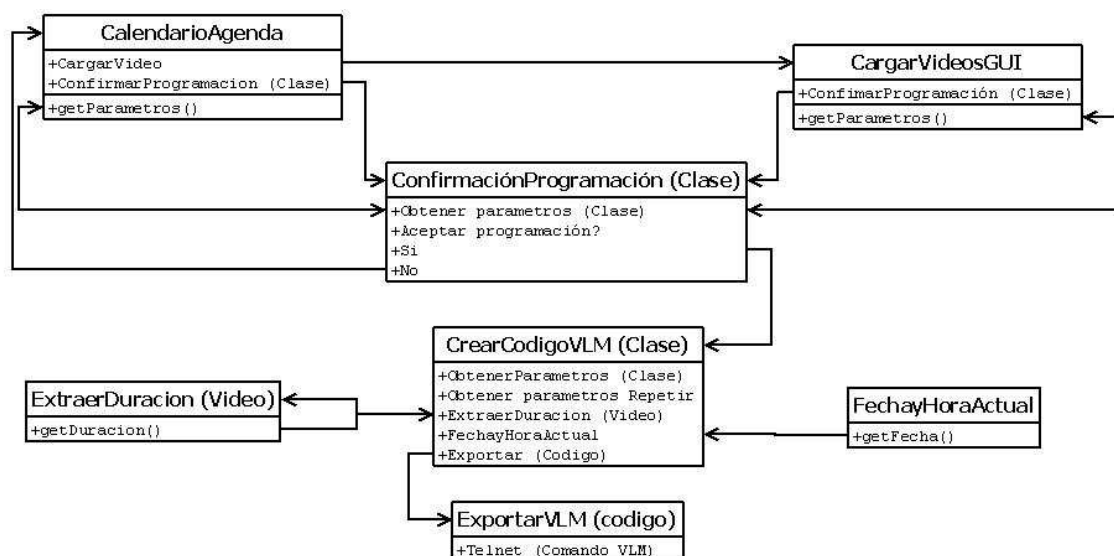 CalendarioAgenda
+CargarVideo
+ConfirmarProgramacion (Clase)
+getParametros()
CargarVideosGUI
+ConfimarProgramación (Clase)
+getParametros()
ConfirmaciónProgramación (Clase)
+Obtener parametros (Clase)
+Aceptar programación?
+Si
+No
CrearCodigoVLM (Clase)
+ObtenerParametros (Clase)
+Obtener parametros Repetir
+ExtraerDuracion (Video)
+FechayHoraActual
+Exportar (Codigo)
ExtraerDuracion (Video)
+getDuracion()
FechayHoraActual
+getFecha()
ExportarVLM (codigo)
+Telnet (Comando VLM)